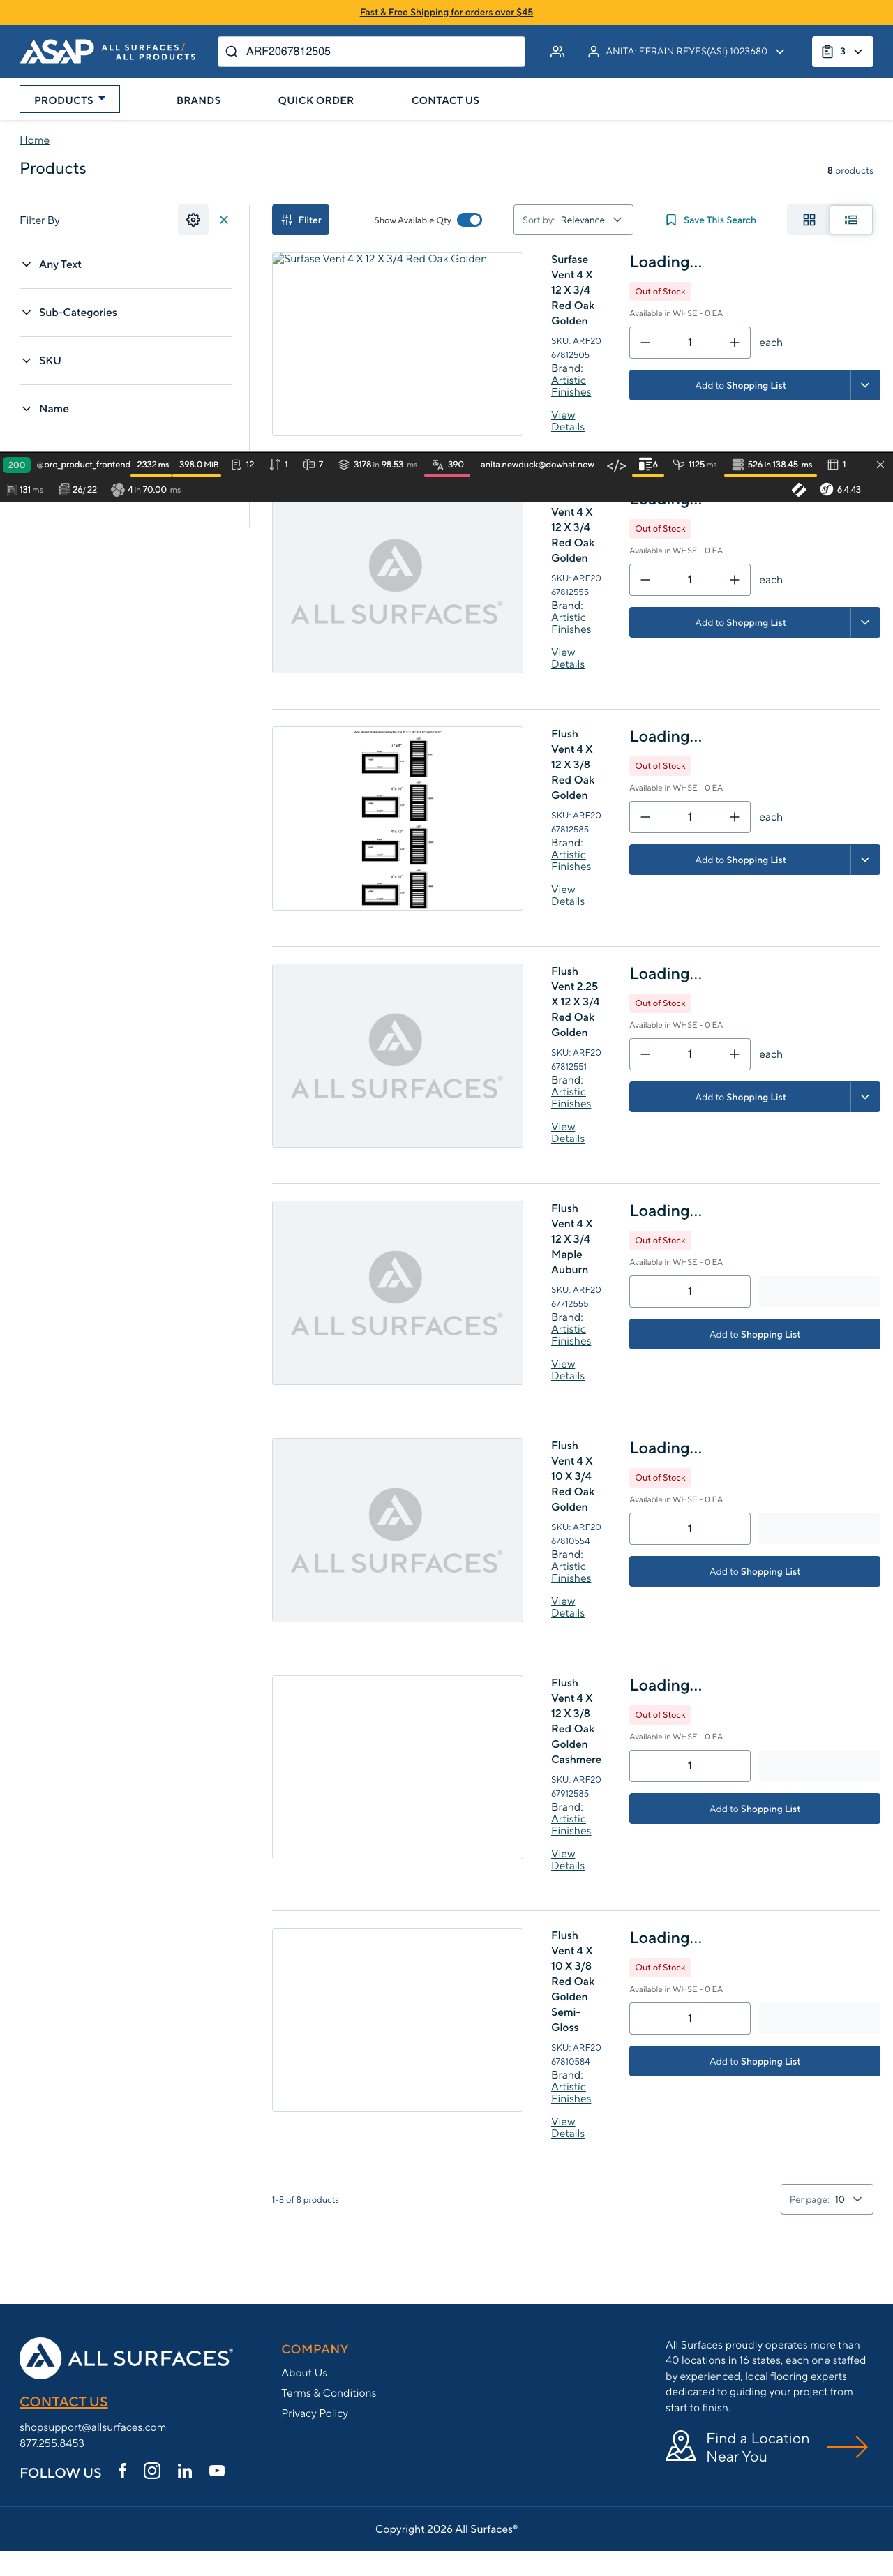 Fast & Free Shipping for orders over $45
ASAP ALL SURFACES/ ALL PRODUCTS
ARF2067812505
ANITA: EFRAIN REYES(ASI) 1023680
3
PRODUCTS
BRANDS
QUICK ORDER
CONTACT US
Home
Products
8 products
Filter By
Filter
Show Available Qty
Sort by: Relevance
Save This Search
Any Text
Sub-Categories
SKU
Name
Surfase Vent 4 X 12 X 3/4 Red Oak Golden
Surfase
Vent 4 X
12 X 3/4
Red Oak
Golden
SKU: ARF20
67812505
Brand:
Artistic
Finishes
View
Details
Loading...
Out of Stock
Available in WHSE - 0 EA
1
each
Add to Shopping List
200 @oro_product_frontend 2332 ms 398.0 MiB 12 1 7 3178 in 98.53 ms 390 anita.newduck@dowhat.now </> 6 1125 ms 526 in 138.45 ms 1
131 ms 26/ 22 4 in 70.00 ms 6.4.43
ALL SURFACES
Vent 4 X
12 X 3/4
Red Oak
Golden
SKU: ARF20
67812555
Brand:
Artistic
Finishes
View
Details
Loading...
Out of Stock
Available in WHSE - 0 EA
1
each
Add to Shopping List
Flush
Vent 4 X
12 X 3/8
Red Oak
Golden
SKU: ARF20
67812585
Brand:
Artistic
Finishes
View
Details
Loading...
Out of Stock
Available in WHSE - 0 EA
1
each
Add to Shopping List
ALL SURFACES
Flush
Vent 2.25
X 12 X 3/4
Red Oak
Golden
SKU: ARF20
67812551
Brand:
Artistic
Finishes
View
Details
Loading...
Out of Stock
Available in WHSE - 0 EA
1
each
Add to Shopping List
ALL SURFACES
Flush
Vent 4 X
12 X 3/4
Maple
Auburn
SKU: ARF20
67712555
Brand:
Artistic
Finishes
View
Details
Loading...
Out of Stock
Available in WHSE - 0 EA
1
Add to Shopping List
ALL SURFACES
Flush
Vent 4 X
10 X 3/4
Red Oak
Golden
SKU: ARF20
67810554
Brand:
Artistic
Finishes
View
Details
Loading...
Out of Stock
Available in WHSE - 0 EA
1
Add to Shopping List
Flush
Vent 4 X
12 X 3/8
Red Oak
Golden
Cashmere
SKU: ARF20
67912585
Brand:
Artistic
Finishes
View
Details
Loading...
Out of Stock
Available in WHSE - 0 EA
1
Add to Shopping List
Flush
Vent 4 X
10 X 3/8
Red Oak
Golden
Semi-
Gloss
SKU: ARF20
67810584
Brand:
Artistic
Finishes
View
Details
Loading...
Out of Stock
Available in WHSE - 0 EA
1
Add to Shopping List
1-8 of 8 products
Per page: 10
ALL SURFACES®
CONTACT US
shopsupport@allsurfaces.com
877.255.8453
FOLLOW US
COMPANY
About Us
Terms & Conditions
Privacy Policy
All Surfaces proudly operates more than
40 locations in 16 states, each one staffed
by experienced, local flooring experts
dedicated to guiding your project from
start to finish.
Find a Location
Near You
Copyright 2026 All Surfaces®